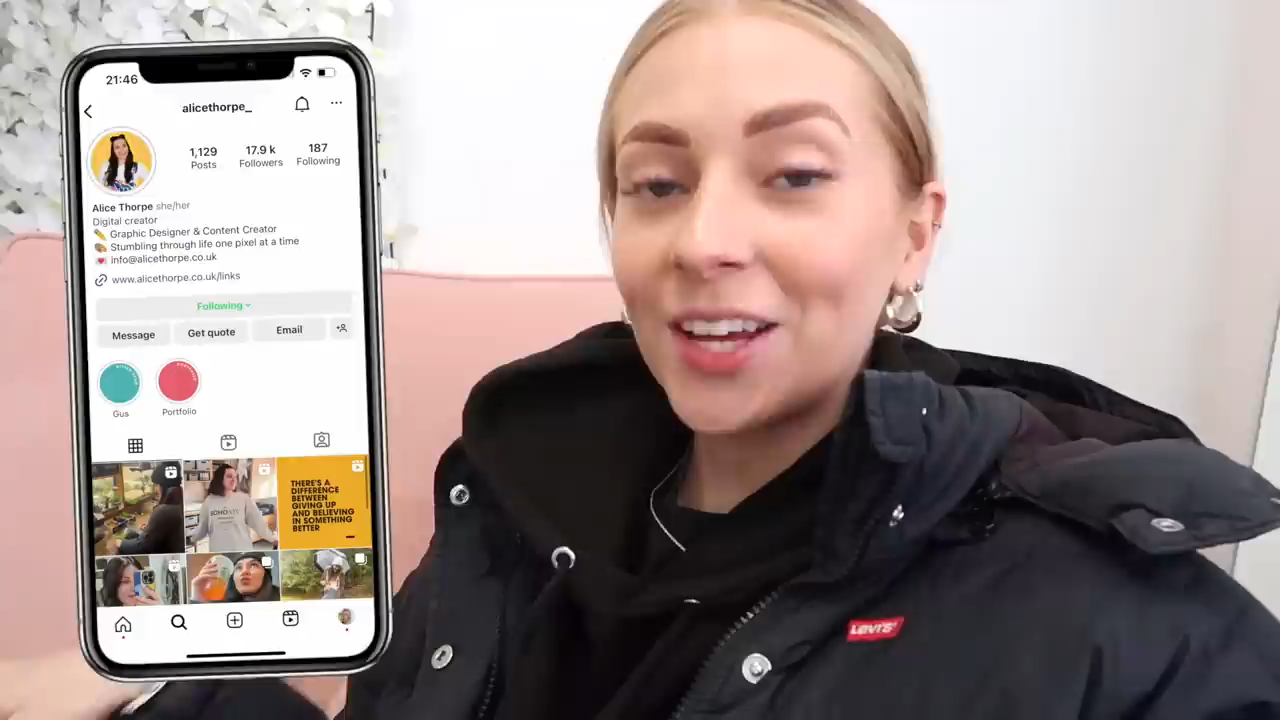 21:46
alicethorpe_
1,129
Posts
17.9 k
Followers
187
Following
Alice Thorpe she/her
Digital creator
Graphic Designer & Content Creator
Stumbling through life one pixel at a time
info@alicethorpe.co.uk
www.alicethorpe.co.uk/links
Following
Message
Get quote
Email
Gus
Portfolio
THERE'S A
DIFFERENCE
BETWEEN
GIVING UP
AND BELIEVING
IN SOMETHING
BETTER
Levi's